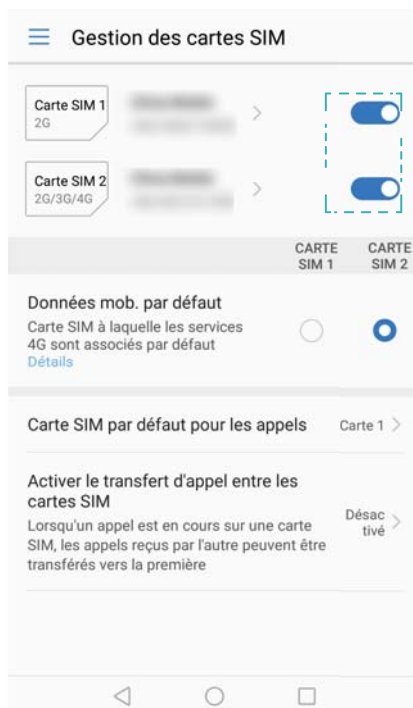 Gestion des cartes SIM
Carte SIM 1
2G
Carte SIM 2
2G/3G/4G
CARTE SIM 1
CARTE SIM 2
Données mob. par défaut
Carte SIM à laquelle les services
4G sont associés par défaut
Détails
Carte SIM par défaut pour les appels
Carte 1
Activer le transfert d'appel entre les
cartes SIM
Lorsqu'un appel est en cours sur une carte
SIM, les appels reçus par l'autre peuvent être
transférés vers la première
Désac
tivé